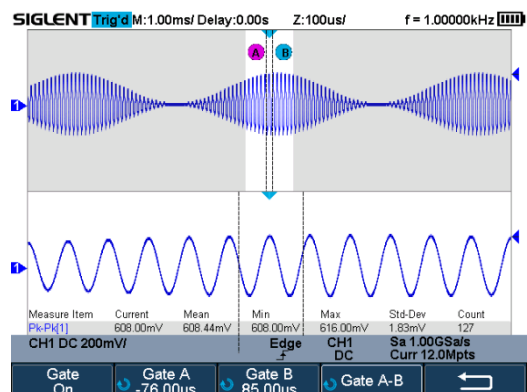 SIGLENT Trig'd M:1.00ms/ Delay:0.00s Z:100us/ f = 1.00000kHz
A B
1
1
Measure Item Current Mean Min Max Std-Dev Count
Pk-Pk[1] 608.00mV 608.44mV 608.00mV 616.00mV 1.83mV 127
CH1 DC 200mV/ Edge CH1 Sa 1.00GSa/s
DC Curr 12.0Mpts
Gate Gate A Gate B Gate A-B
On -76.00us 85.00us